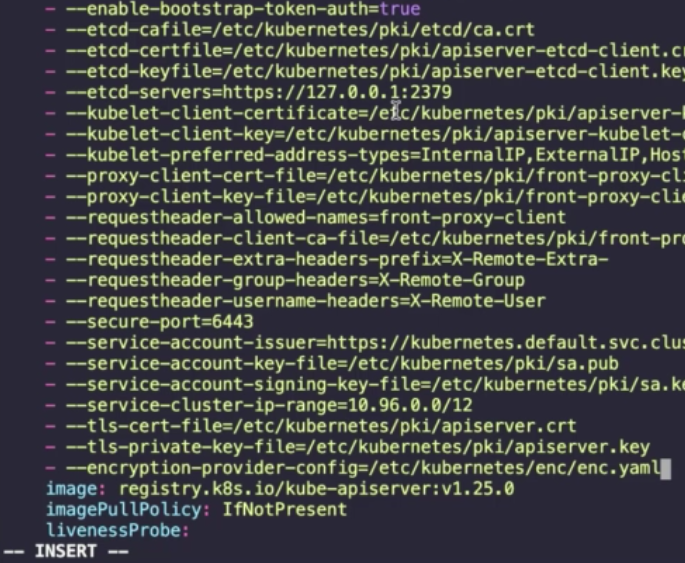 - --enable-bootstrap-token-auth=true
- --etcd-cafile=/etc/kubernetes/pki/etcd/ca.crt
- --etcd-certfile=/etc/kubernetes/pki/apiserver-etcd-client.cr
- --etcd-keyfile=/etc/kubernetes/pki/apiserver-etcd-client.key
- --etcd-servers=https://127.0.0.1:2379
- --kubelet-client-certificate=/etc/kubernetes/pki/apiserver-k
- --kubelet-client-key=/etc/kubernetes/pki/apiserver-kubelet-c
- --kubelet-preferred-address-types=InternalIP,ExternalIP,Host
- --proxy-client-cert-file=/etc/kubernetes/pki/front-proxy-cli
- --proxy-client-key-file=/etc/kubernetes/pki/front-proxy-clie
- --requestheader-allowed-names=front-proxy-client
- --requestheader-client-ca-file=/etc/kubernetes/pki/front-pro
- --requestheader-extra-headers-prefix=X-Remote-Extra-
- --requestheader-group-headers=X-Remote-Group
- --requestheader-username-headers=X-Remote-User
- --secure-port=6443
- --service-account-issuer=https://kubernetes.default.svc.clus
- --service-account-key-file=/etc/kubernetes/pki/sa.pub
- --service-account-signing-key-file=/etc/kubernetes/pki/sa.ke
- --service-cluster-ip-range=10.96.0.0/12
- --tls-cert-file=/etc/kubernetes/pki/apiserver.crt
- --tls-private-key-file=/etc/kubernetes/pki/apiserver.key
- --encryption-provider-config=/etc/kubernetes/enc/enc.yaml
image: registry.k8s.io/kube-apiserver:v1.25.0
imagePullPolicy: IfNotPresent
livenessProbe:
-- INSERT --